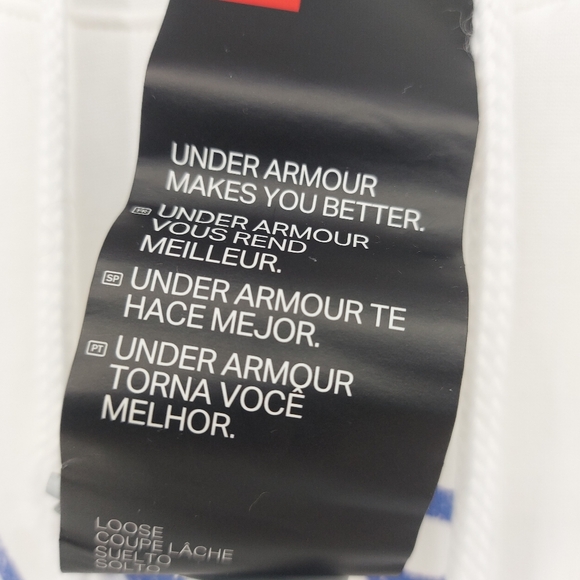 UNDER ARMOUR
MAKES YOU BETTER.
FR UNDER ARMOUR
VOUS REND
MEILLEUR.
SP UNDER ARMOUR TE
HACE MEJOR.
PT UNDER ARMOUR
TORNA VOCÊ
MELHOR.
LOOSE
COUPE LÂCHE
SUELTO
SOLTO